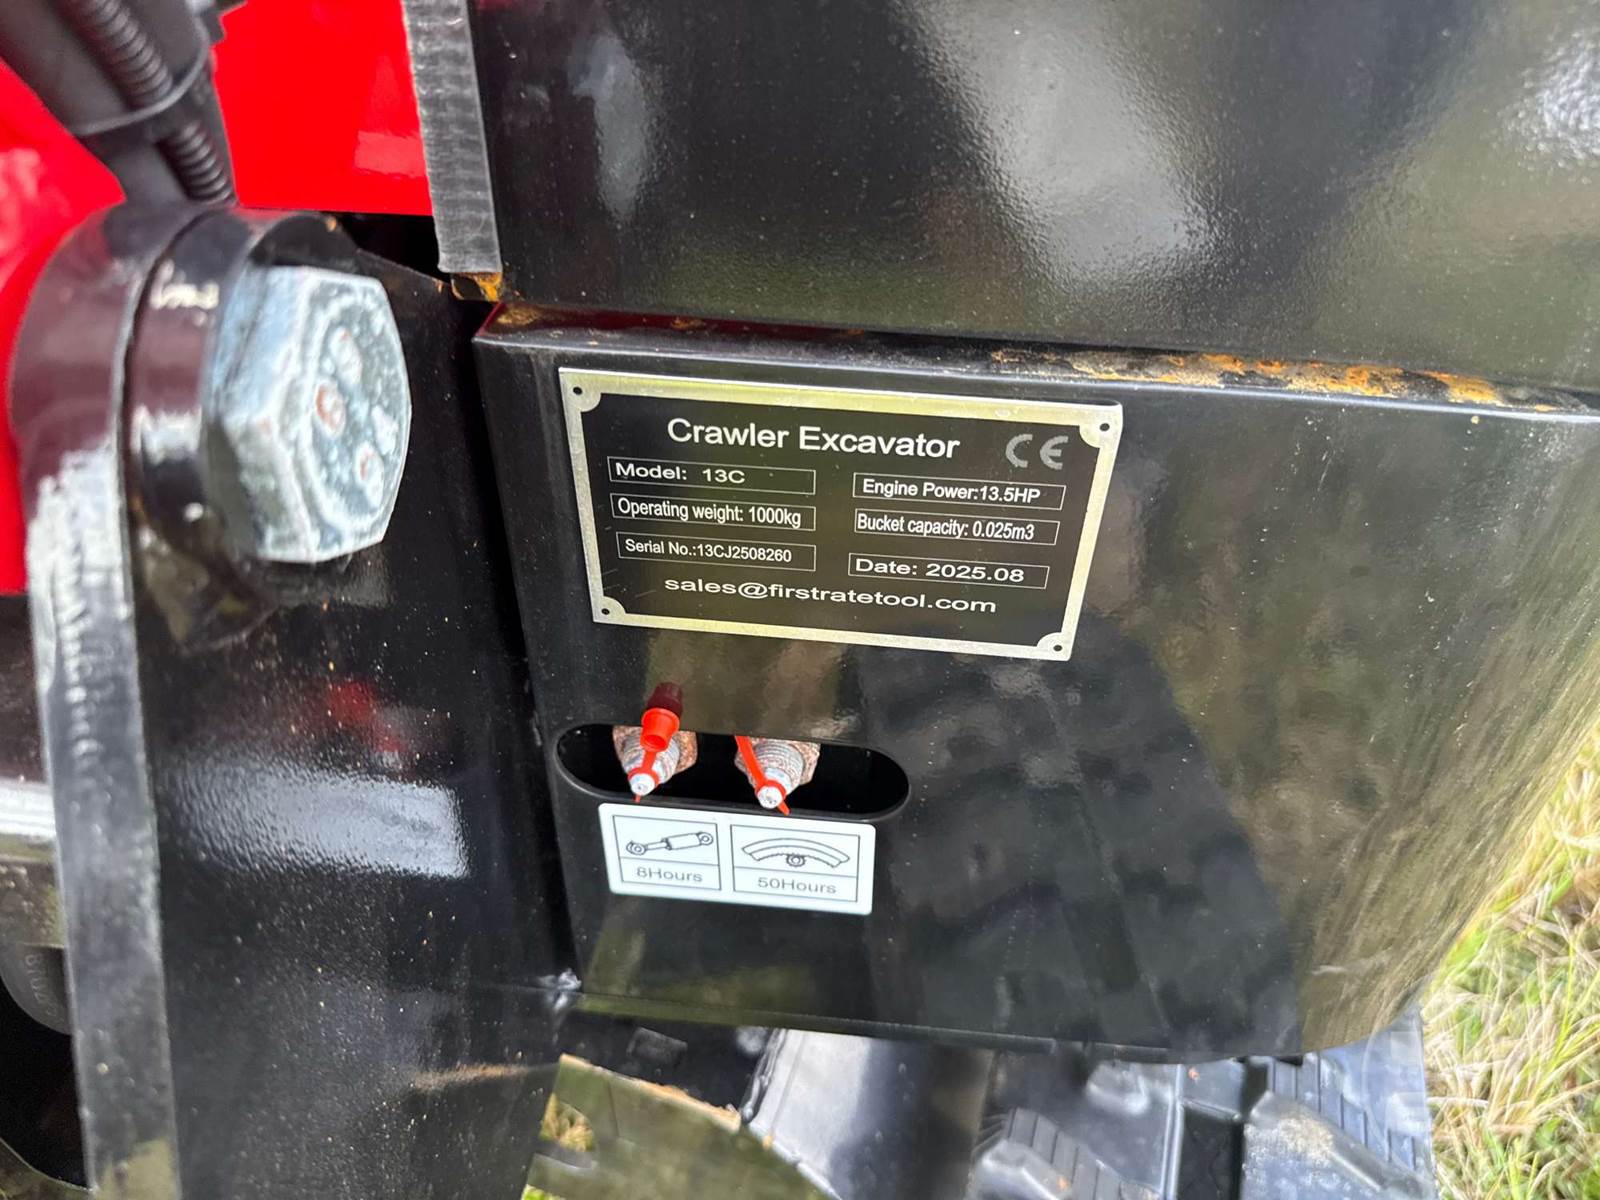 Crawler Excavator CE
Model: 13C
Engine Power:13.5HP
Operating weight: 1000kg
Bucket capacity: 0.025m3
Serial No.:13CJ2508260
Date: 2025.08
sales@firstratetool.com
8Hours
50Hours